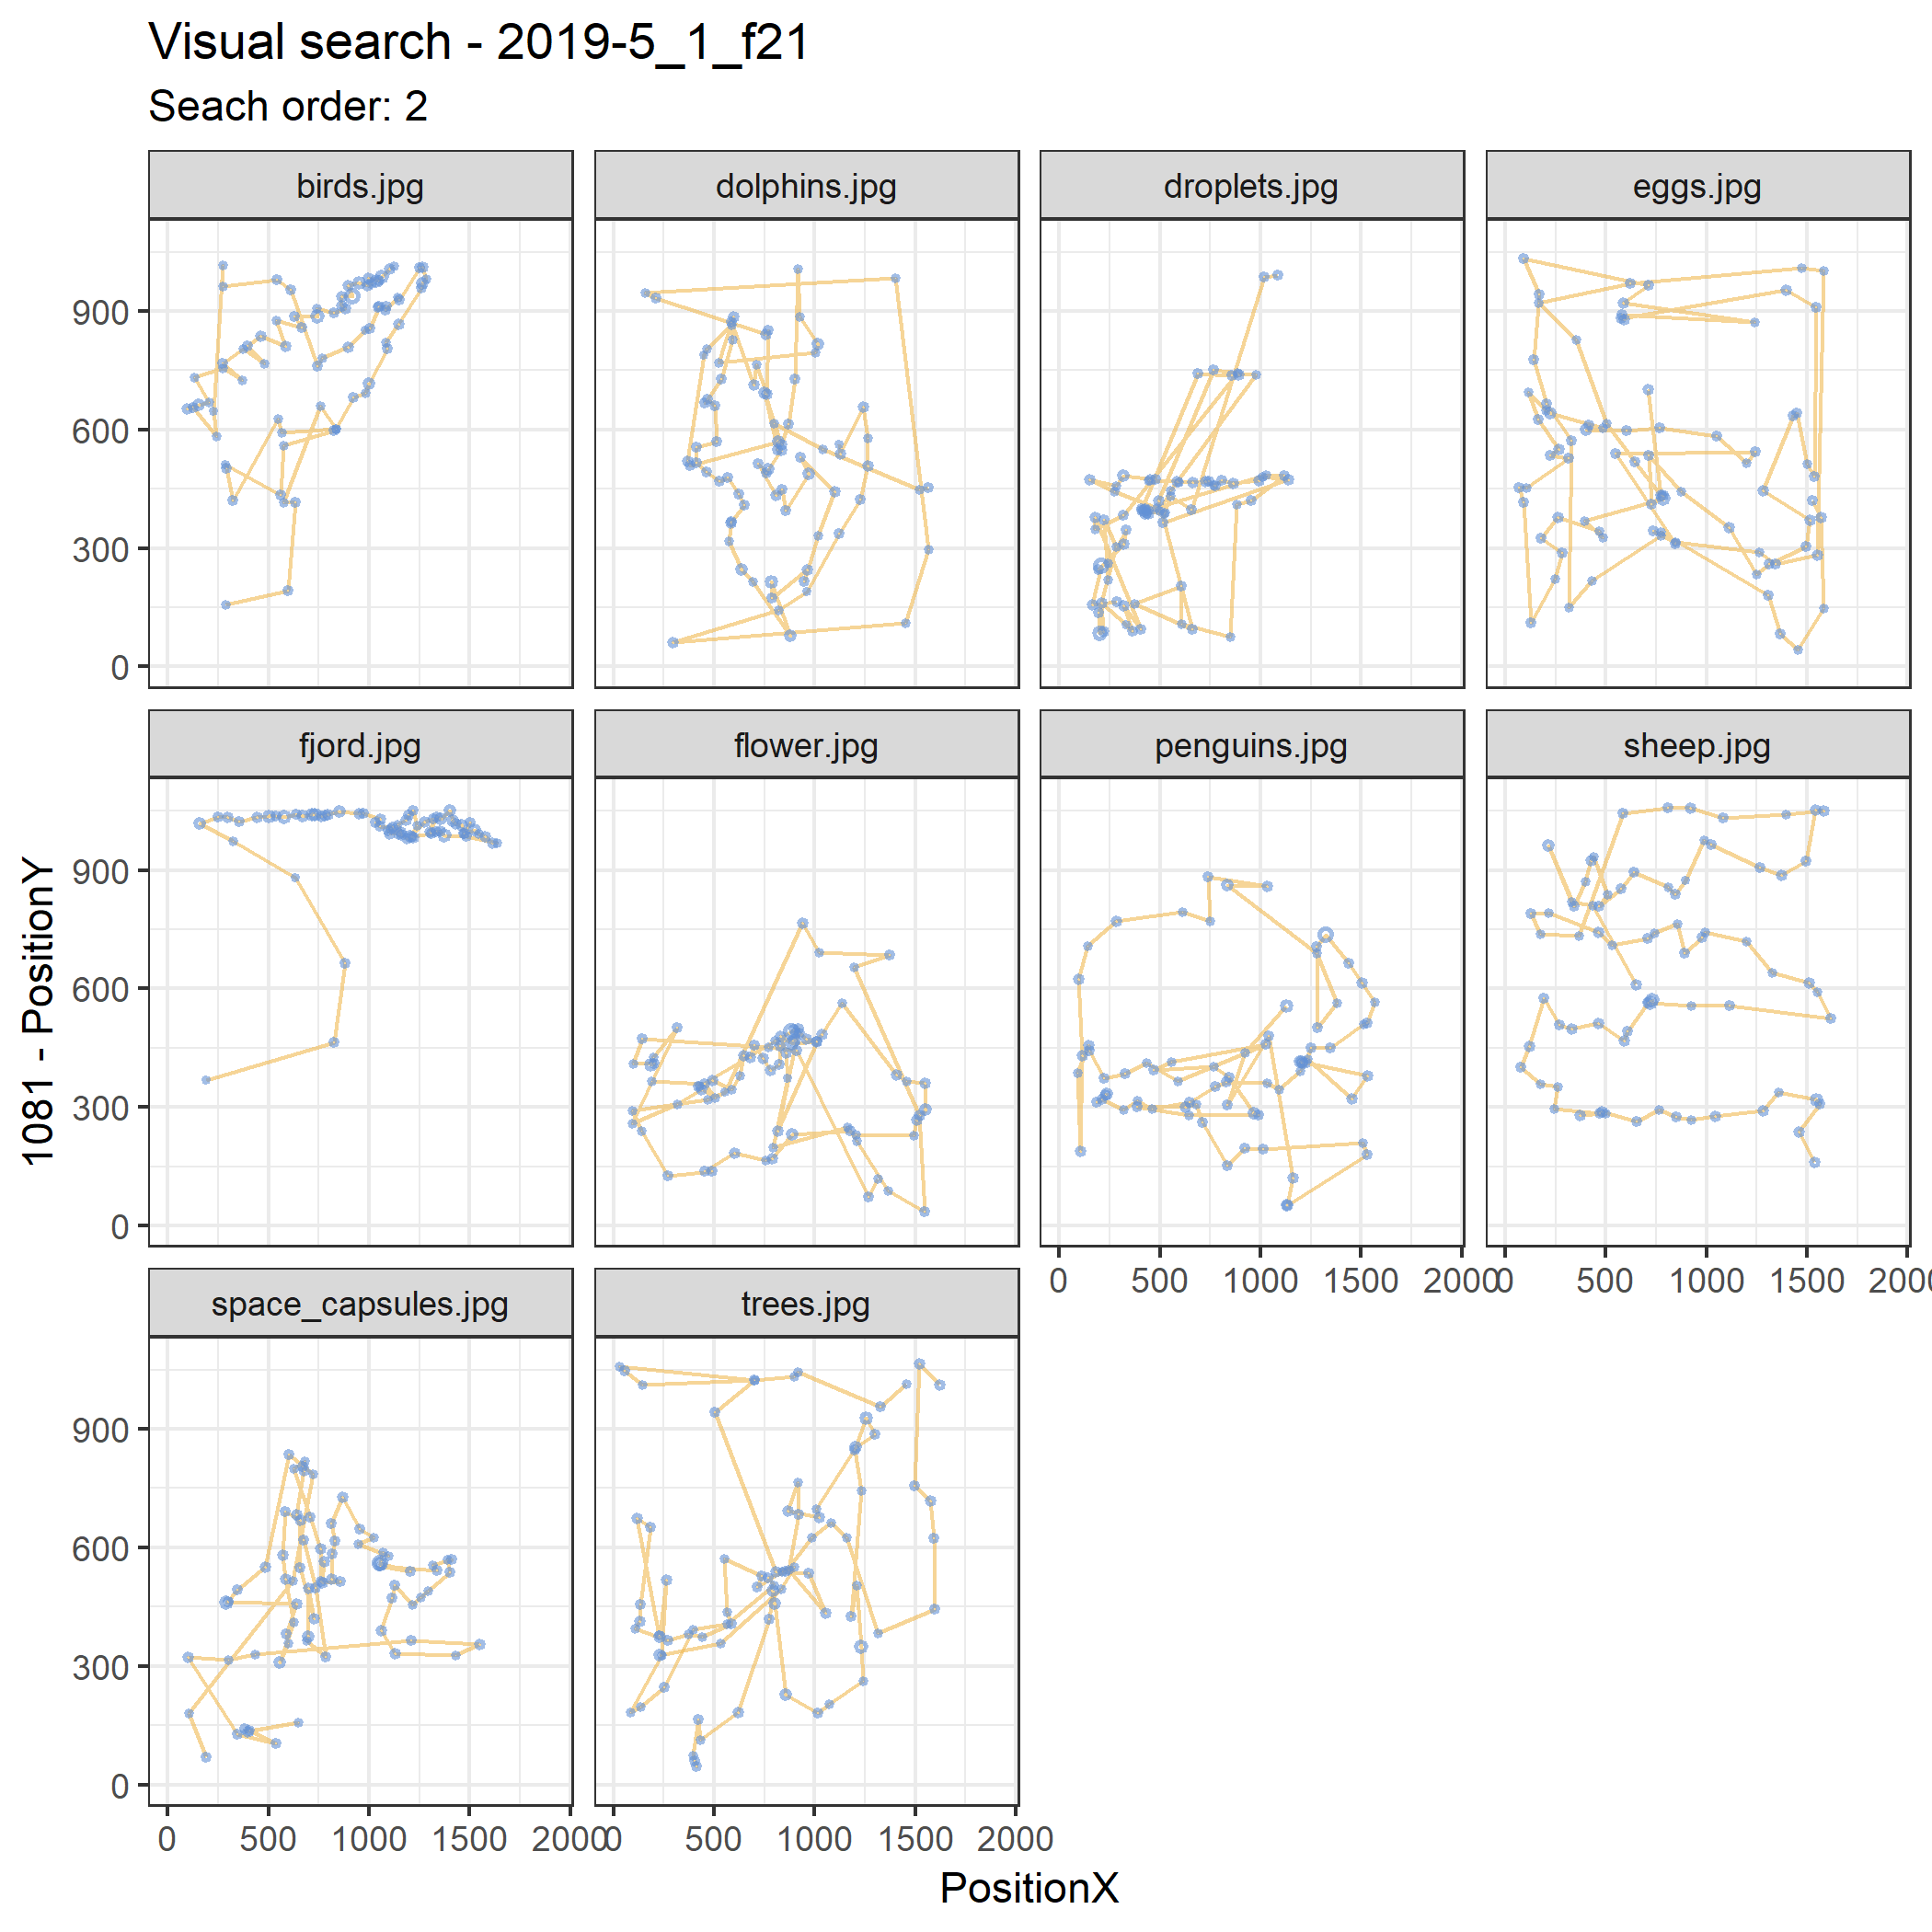 Visual search - 2019-5_1_f21
Seach order: 2
birds.jpg
dolphins.jpg
droplets.jpg
eggs.jpg
900
600
300
0
fjord.jpg
flower.jpg
penguins.jpg
sheep.jpg
900
600
300
0
0 500 1000 1500 2000
0 500 1000 1500 2000
space_capsules.jpg
trees.jpg
900
600
300
0
0 500 1000 1500 2000
0 500 1000 1500 2000
1081 - PositionY
PositionX